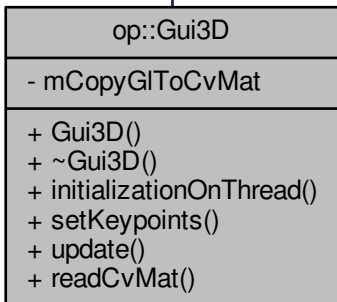 op::Gui3D
- mCopyGlToCvMat
+ Gui3D()
+ ~Gui3D()
+ initializationOnThread()
+ setKeypoints()
+ update()
+ readCvMat()